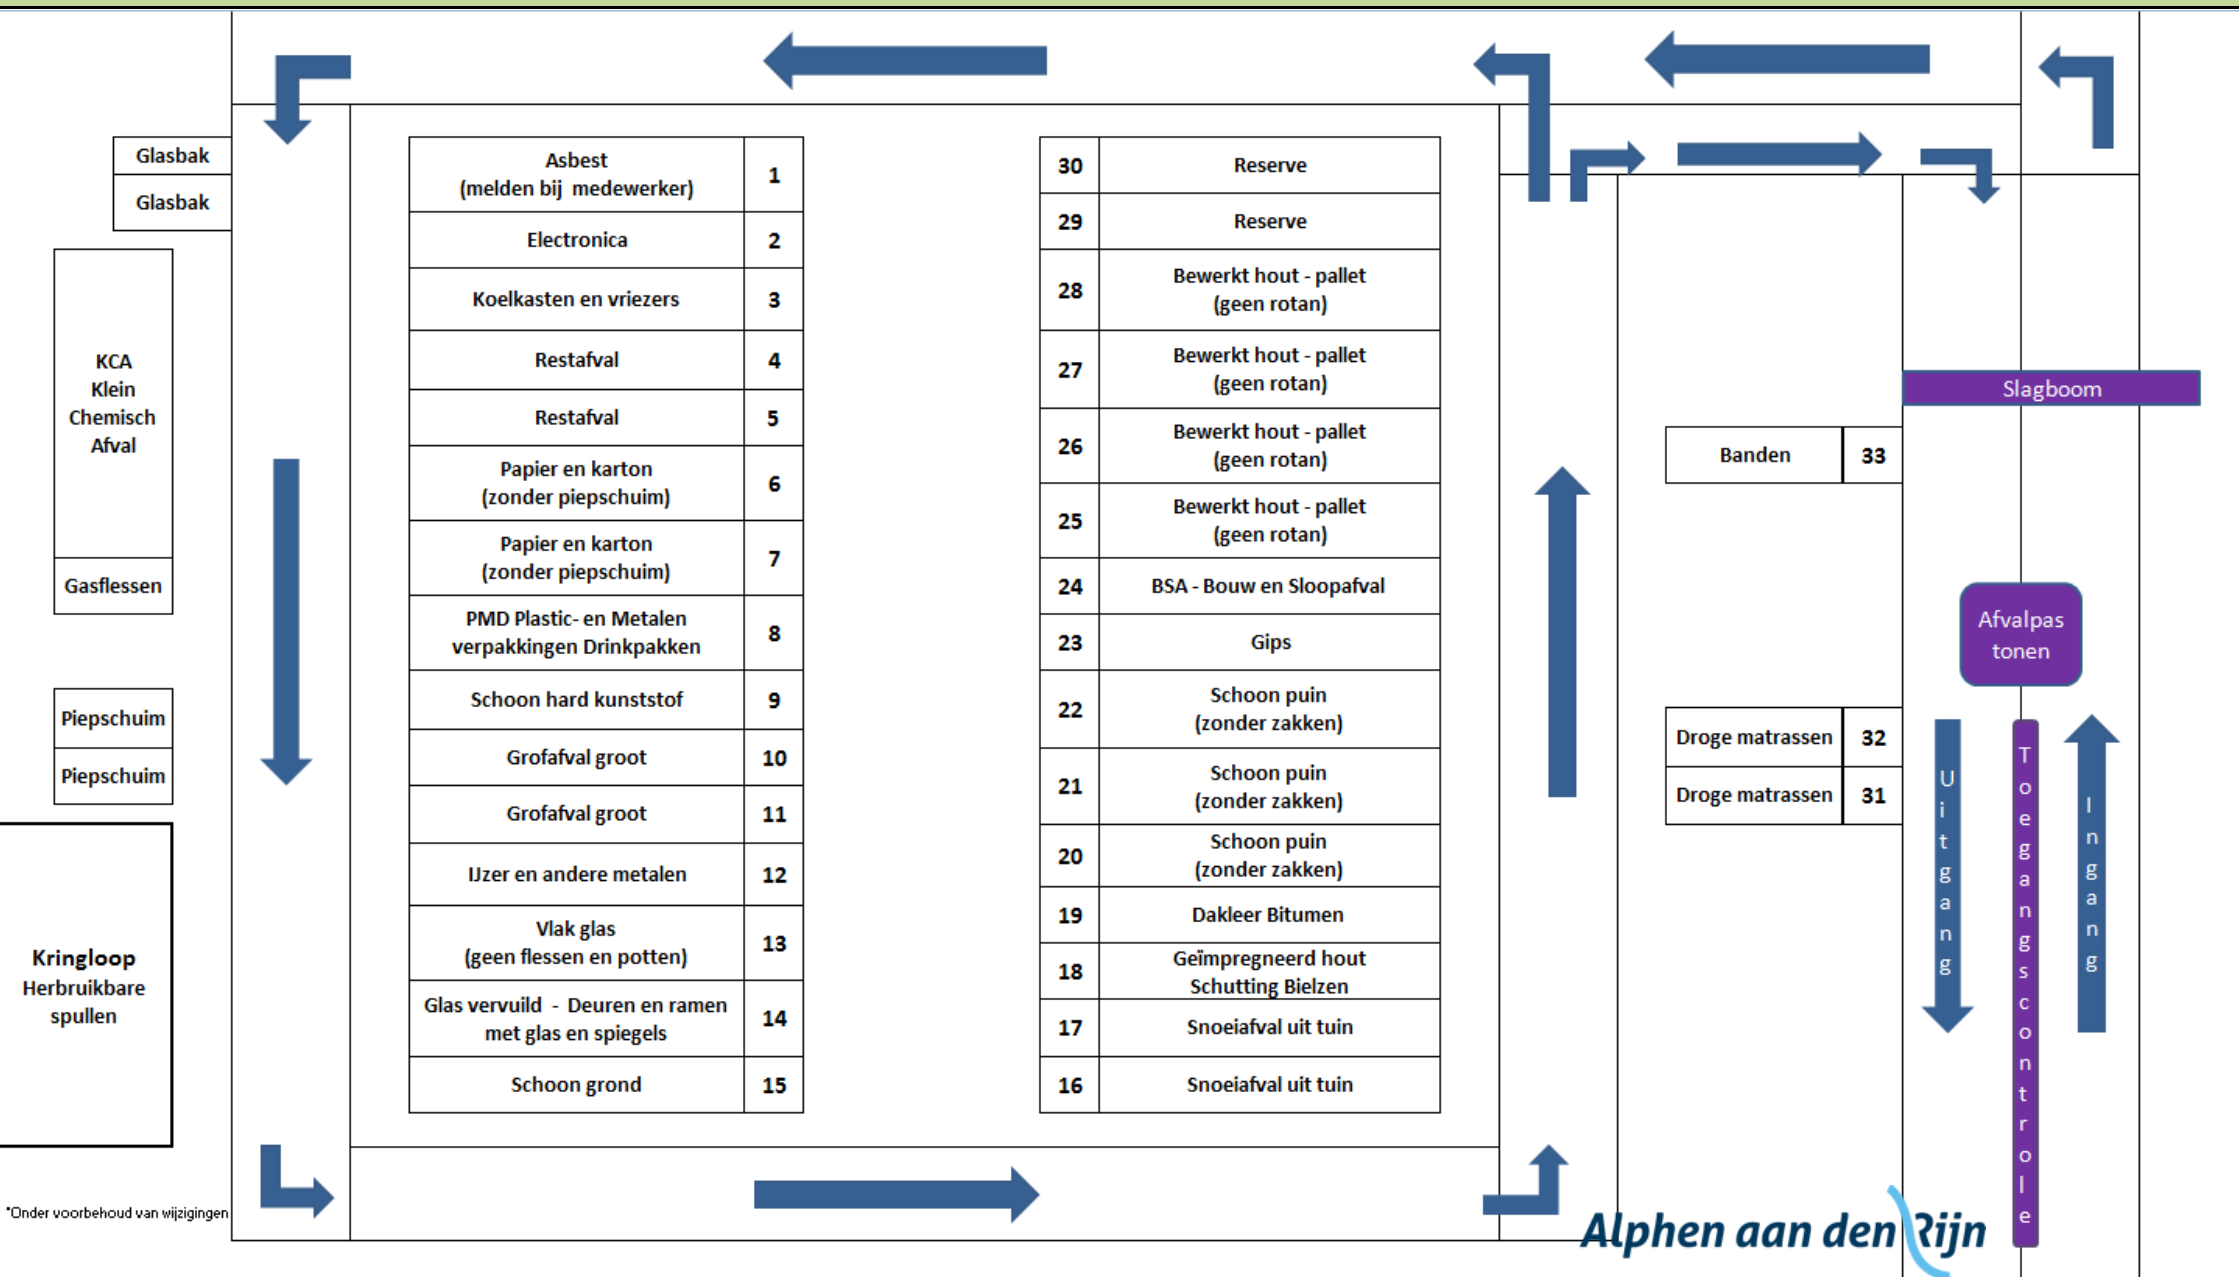 Glasbak
Glasbak
KCA
Klein
Chemisch
Afval
Gasflessen
Piepschuim
Piepschuim
Kringloop
Herbruikbare
spullen
*Onder voorbehoud van wijzigingen
Asbest
(melden bij medewerker) 1
Electronica 2
Koelkasten en vriezers 3
Restafval 4
Restafval 5
Papier en karton
(zonder piepschuim) 6
Papier en karton
(zonder piepschuim) 7
PMD Plastic- en Metalen
verpakkingen Drinkpakken 8
Schoon hard kunststof 9
Grofafval groot 10
Grofafval groot 11
IJzer en andere metalen 12
Vlak glas
(geen flessen en potten) 13
Glas vervuild - Deuren en ramen
met glas en spiegels 14
Schoon grond 15
30 Reserve
29 Reserve
28 Bewerkt hout - pallet
(geen rotan)
27 Bewerkt hout - pallet
(geen rotan)
26 Bewerkt hout - pallet
(geen rotan)
25 Bewerkt hout - pallet
(geen rotan)
24 BSA - Bouw en Sloopafval
23 Gips
22 Schoon puin
(zonder zakken)
21 Schoon puin
(zonder zakken)
20 Schoon puin
(zonder zakken)
19 Dakleer Bitumen
18 Geïmpregneerd hout
Schutting Bielzen
17 Snoeiafval uit tuin
16 Snoeiafval uit tuin
Slagboom
Banden 33
Afvalpas
tonen
Droge matrassen 32
Droge matrassen 31
Uitgang
Toegangscontrole
Ingang
Alphen aan den Rijn